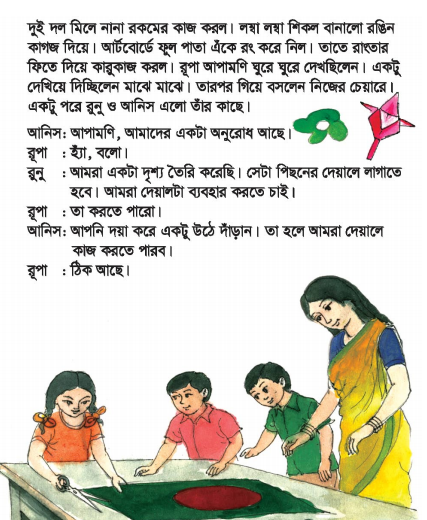 দুই দল মিলে নানা রকমের কাজ করল। লম্বা লম্বা শিকল বানালো রঙিন
কাগজ দিয়ে। আর্টবোর্ডে ফুল পাতা এঁকে রং করে নিল। তাতে রাংতার
ফিতে দিয়ে কারুকাজ করল। রূপা আপামণি ঘুরে ঘুরে দেখছিলেন। একটু
দেখিয়ে দিচ্ছিলেন মাঝে মাঝে। তারপর গিয়ে বসলেন নিজের চেয়ারে।
একটু পরে রুনু ও আনিস এলো তাঁর কাছে।
আনিস: আপামণি, আমাদের একটা অনুরোধ আছে।
রূপা : হ্যাঁ, বলো।
রুনু : আমরা একটা দৃশ্য তৈরি করেছি। সেটা পিছনের দেয়ালে লাগাতে
হবে। আমরা দেয়ালটা ব্যবহার করতে চাই।
রূপা : তা করতে পারো।
আনিস: আপনি দয়া করে একটু উঠে দাঁড়ান। তা হলে আমরা দেয়ালে
কাজ করতে পারব।
রূপা : ঠিক আছে।